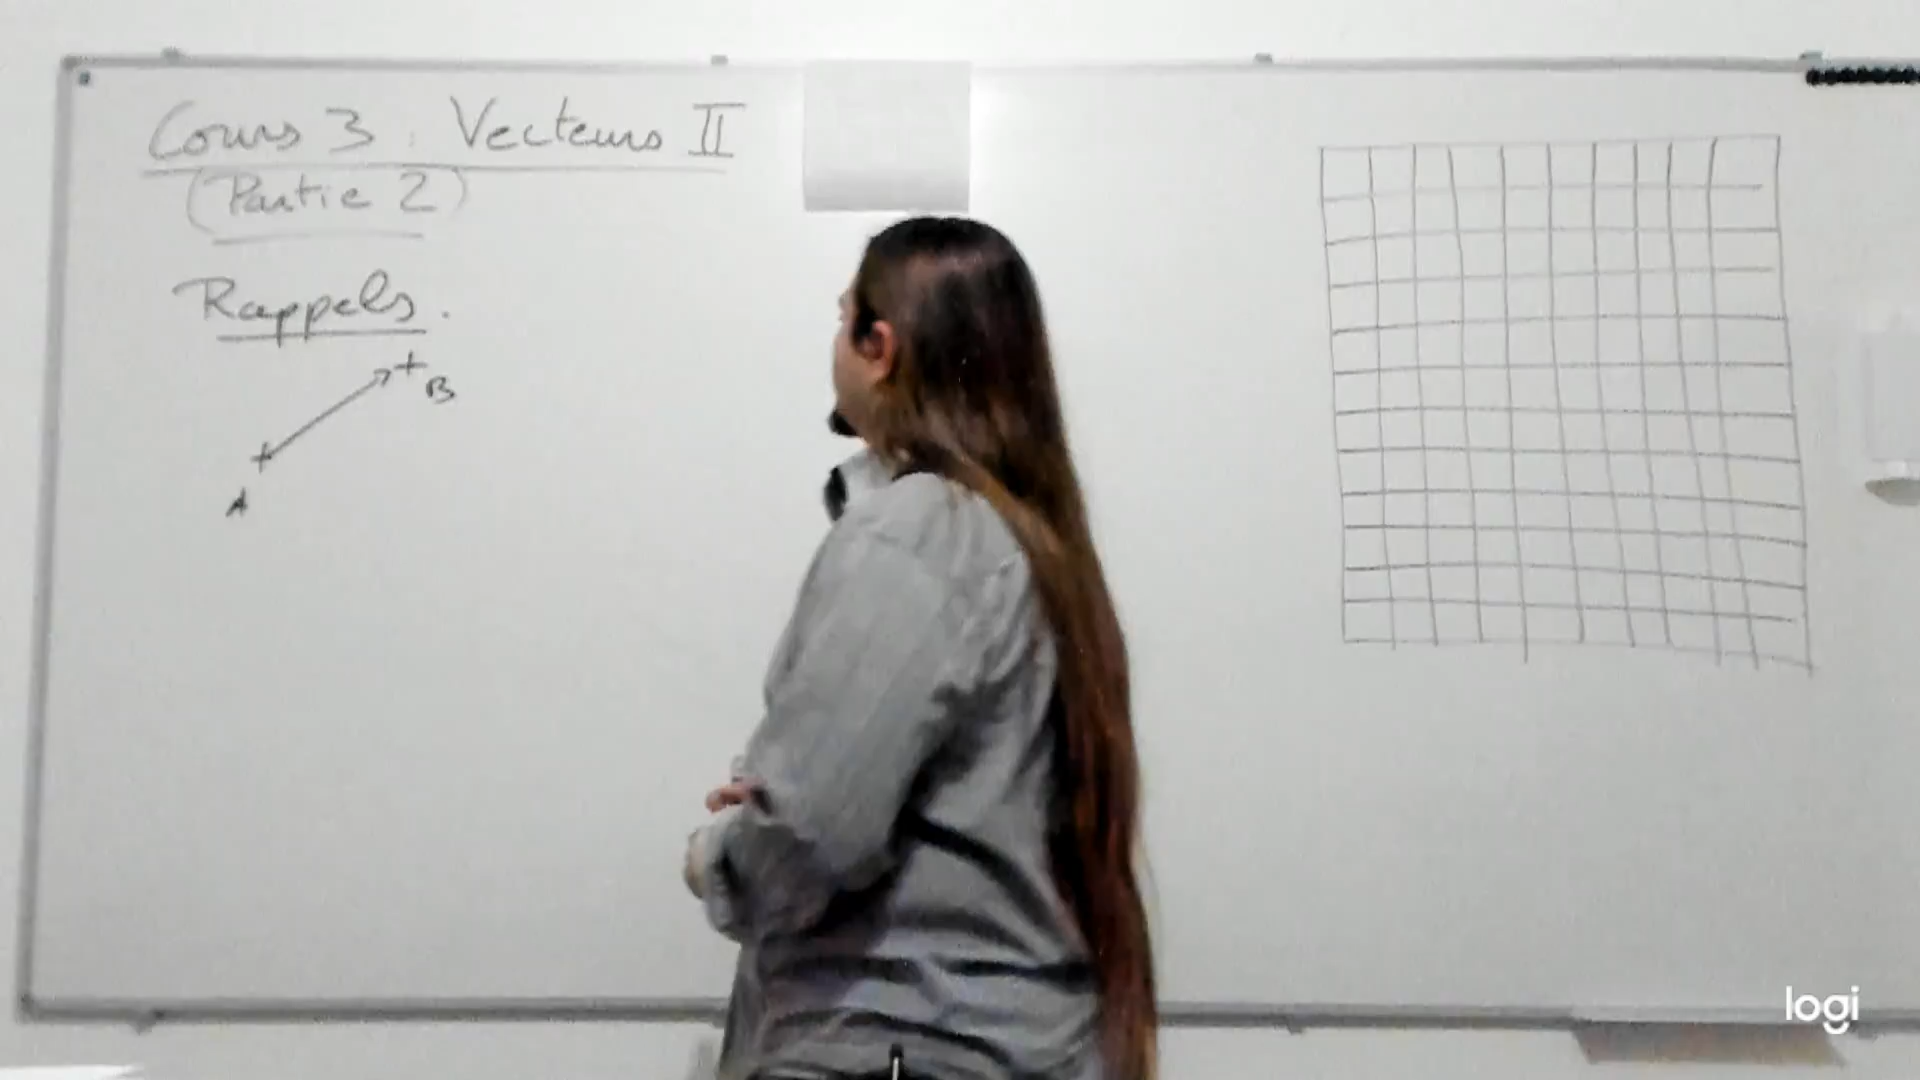 Cours 3 : Vecteurs II
(Partie 2)
Rappels.
B
A
logi